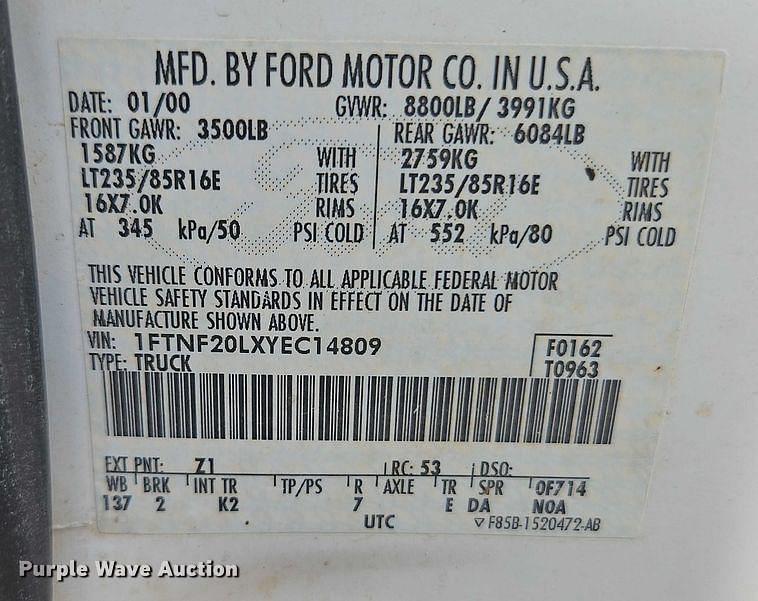 MFD. BY FORD MOTOR CO. IN U.S.A.
DATE: 01/00 GVWR: 8800LB/ 3991KG
FRONT GAWR: 3500LB REAR GAWR: 6084LB
1587KG WITH 2759KG WITH
LT235/85R16E TIRES LT235/85R16E TIRES
16X7.0K RIMS 16X7.0K RIMS
AT 345 kPa/50 PSI COLD AT 552 kPa/80 PSI COLD
THIS VEHICLE CONFORMS TO ALL APPLICABLE FEDERAL MOTOR
VEHICLE SAFETY STANDARDS IN EFFECT ON THE DATE OF
MANUFACTURE SHOWN ABOVE.
VIN: 1FTNF20LXYEC14809 F0162
TYPE: TRUCK T0963
EXT PNT: Z1 RC: 53 DSO:
WB BRK INT TR TP/PS R AXLE TR SPR 0F714
137 2 K2 7 E DA N0A
UTC ▽ F85B-1520472-AB
Purple Wave Auction